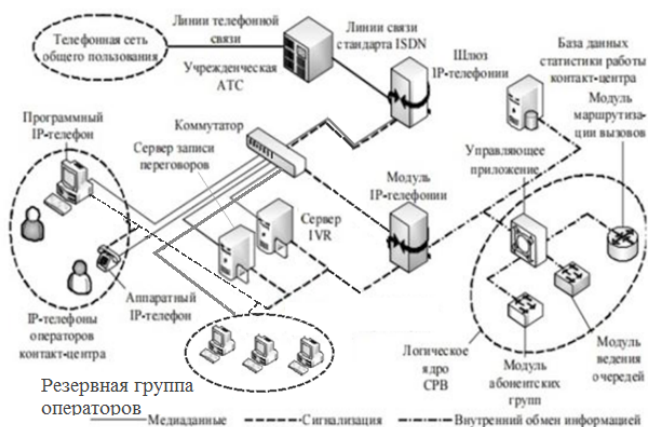 Телефонная сеть
общего пользования
Линии телефонной
связи
Учрежденческая
АТС
Линии связи
стандарта ISDN
Шлюз
IP-телефонии
База данных
статистики работы
контакт-центра
Модуль
маршрутиза-
ции вызовов
Программный
IP-телефон
Коммутатор
Сервер записи
переговоров
Управляющее
приложение
Модуль
IP-телефонии
Сервер
IVR
Аппаратный
IP-телефон
IP-телефоны
операторов
контакт-центра
Логическое
ядро
СРВ
Модуль
абонентских
групп
Модуль
ведения
очередей
Резервная группа
операторов
Медиаданные
Сигнализация
Внутренний обмен информацией